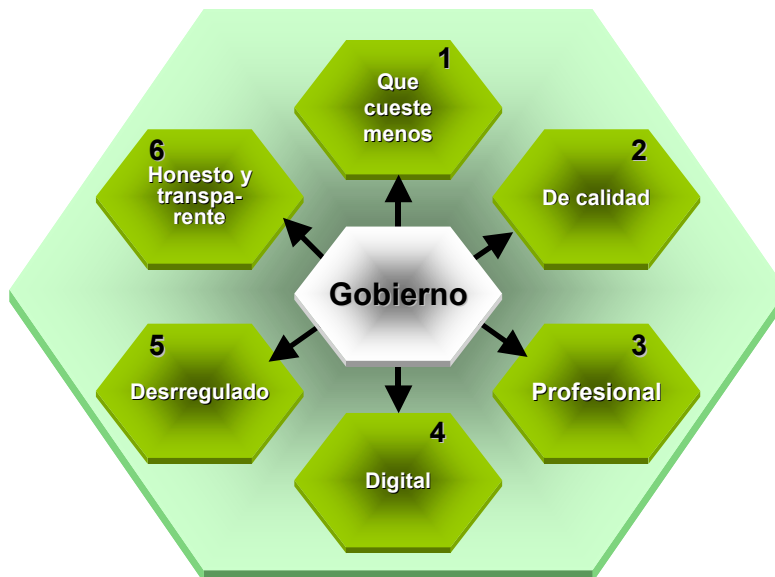 1
Que
cueste
menos
2
De calidad
3
Profesional
4
Digital
5
Desrregulado
6
Honesto y
transpa-
rente
Gobierno